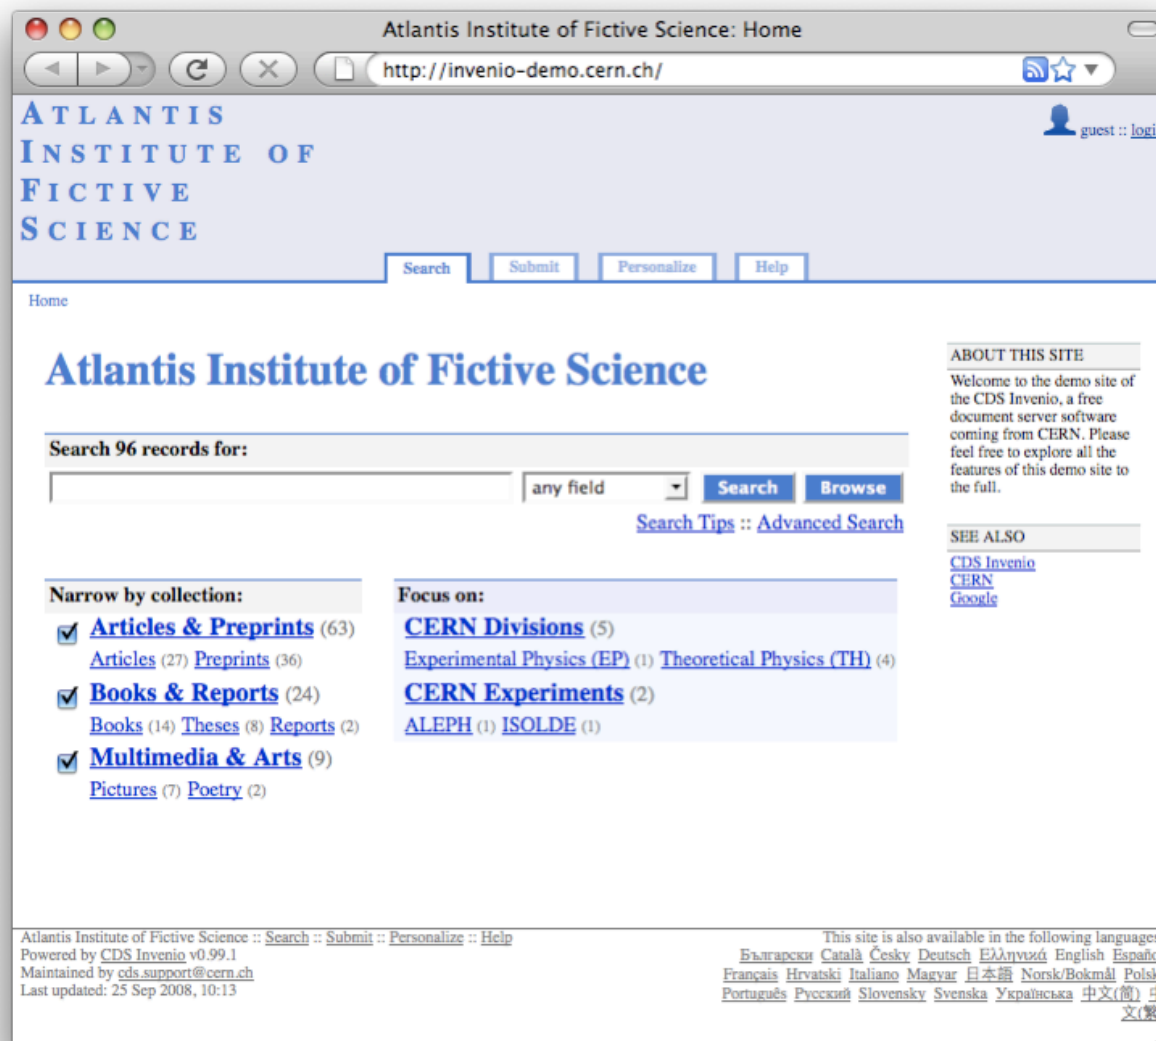 Atlantis Institute of Fictive Science: Home
http://invenio-demo.cern.ch/
ATLANTIS
INSTITUTE OF
FICTIVE
SCIENCE
guest :: logi
Search Submit Personalize Help
Home
Atlantis Institute of Fictive Science
Search 96 records for:
any field Search Browse
Search Tips :: Advanced Search
Narrow by collection:
Articles & Preprints (63)
Articles (27) Preprints (36)
Books & Reports (24)
Books (14) Theses (8) Reports (2)
Multimedia & Arts (9)
Pictures (7) Poetry (2)
Focus on:
CERN Divisions (5)
Experimental Physics (EP) (1) Theoretical Physics (TH) (4)
CERN Experiments (2)
ALEPH (1) ISOLDE (1)
ABOUT THIS SITE
Welcome to the demo site of
the CDS Invenio, a free
document server software
coming from CERN. Please
feel free to explore all the
features of this demo site to
the full.
SEE ALSO
CDS Invenio
CERN
Google
Atlantis Institute of Fictive Science :: Search :: Submit :: Personalize :: Help
Powered by CDS Invenio v0.99.1
Maintained by cds.support@cern.ch
Last updated: 25 Sep 2008, 10:13
This site is also available in the following languages
Български Català Česky Deutsch Ελληνικά English Españo
Français Hrvatski Italiano Magyar 日本語 Norsk/Bokmål Polsk
Português Русский Slovensky Svenska Українська 中文(简) 中
文(繁